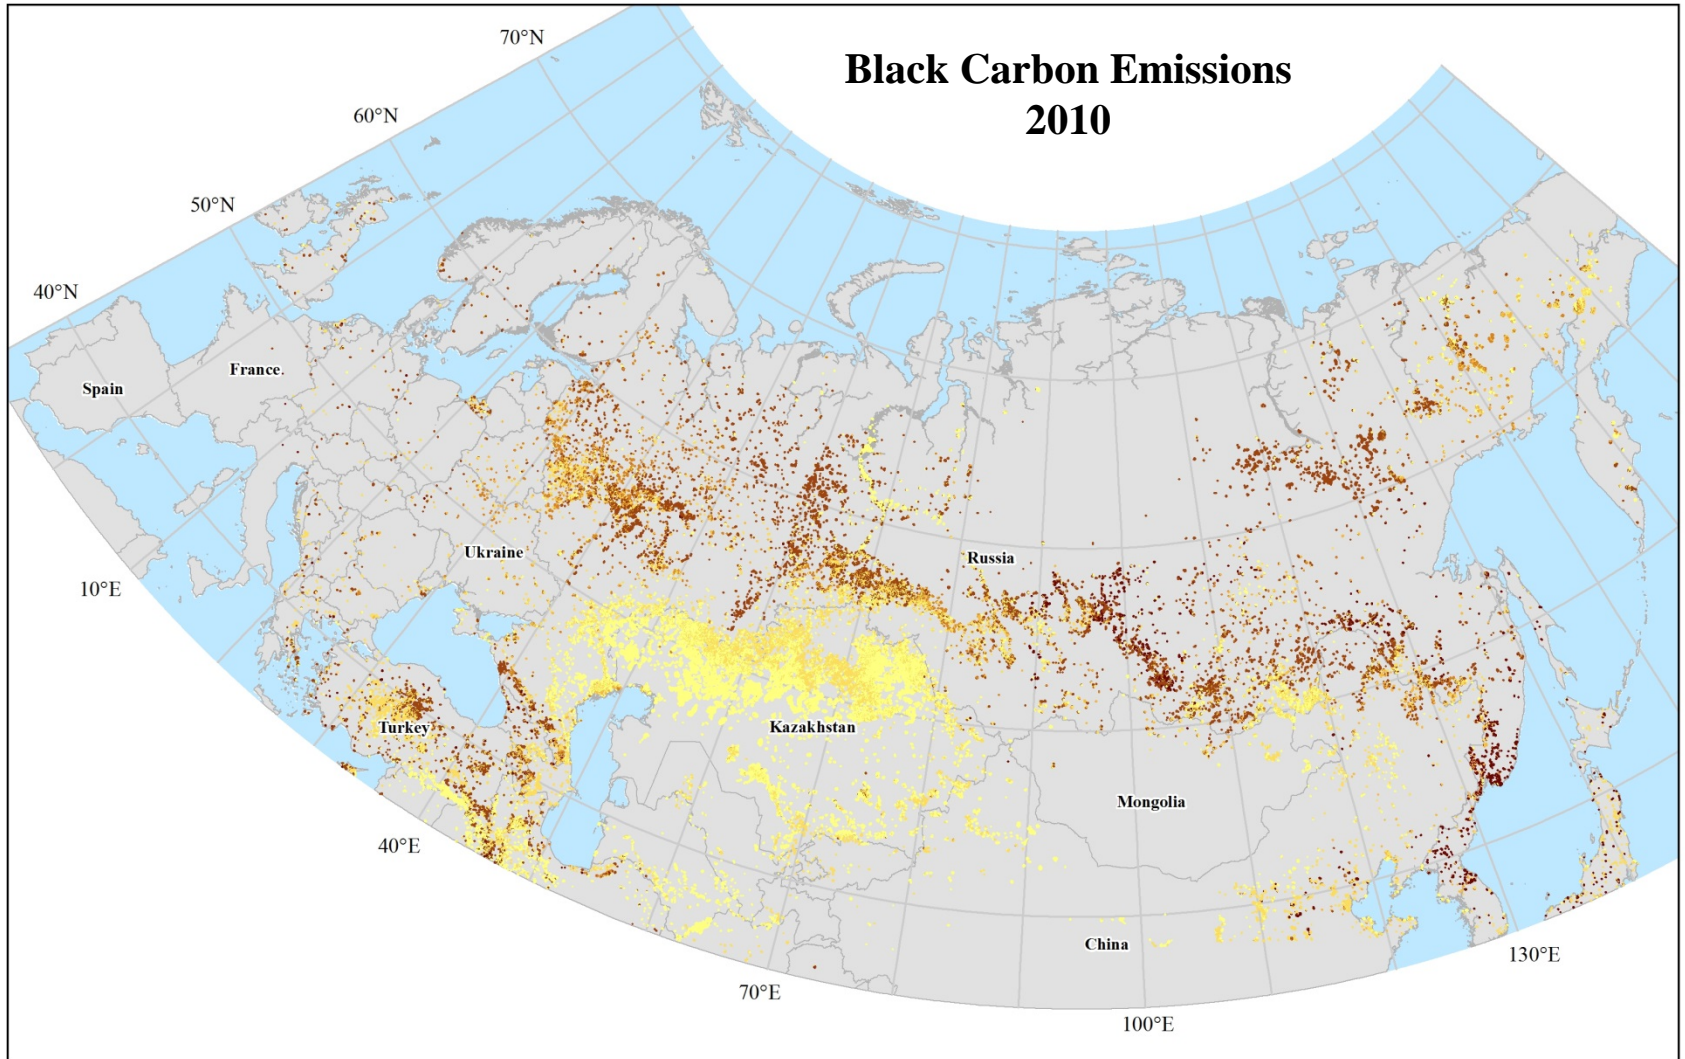 Black Carbon Emissions
2010
70°N
60°N
50°N
40°N
Spain
France.
Ukraine
Russia
10°E
Turkey
Kazakhstan
Mongolia
40°E
China
130°E
70°E
100°E